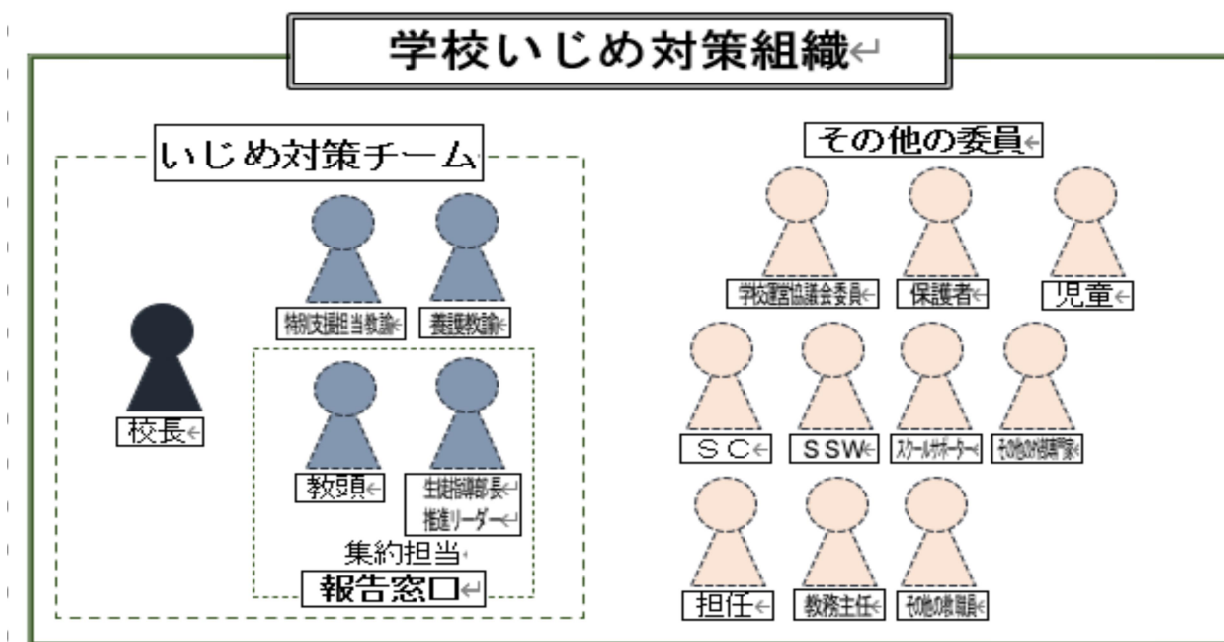 学校いじめ対策組織
いじめ対策チーム
その他の委員
学校運営協議会委員
保護者
児童
特別支援担当教諭
養護教諭
校長
教頭
生徒指導部長
推進リーダー
集約担当
報告窓口
SC
SSW
スクールサポーター
その他の外部専門家
担任
教務主任
その他の教職員